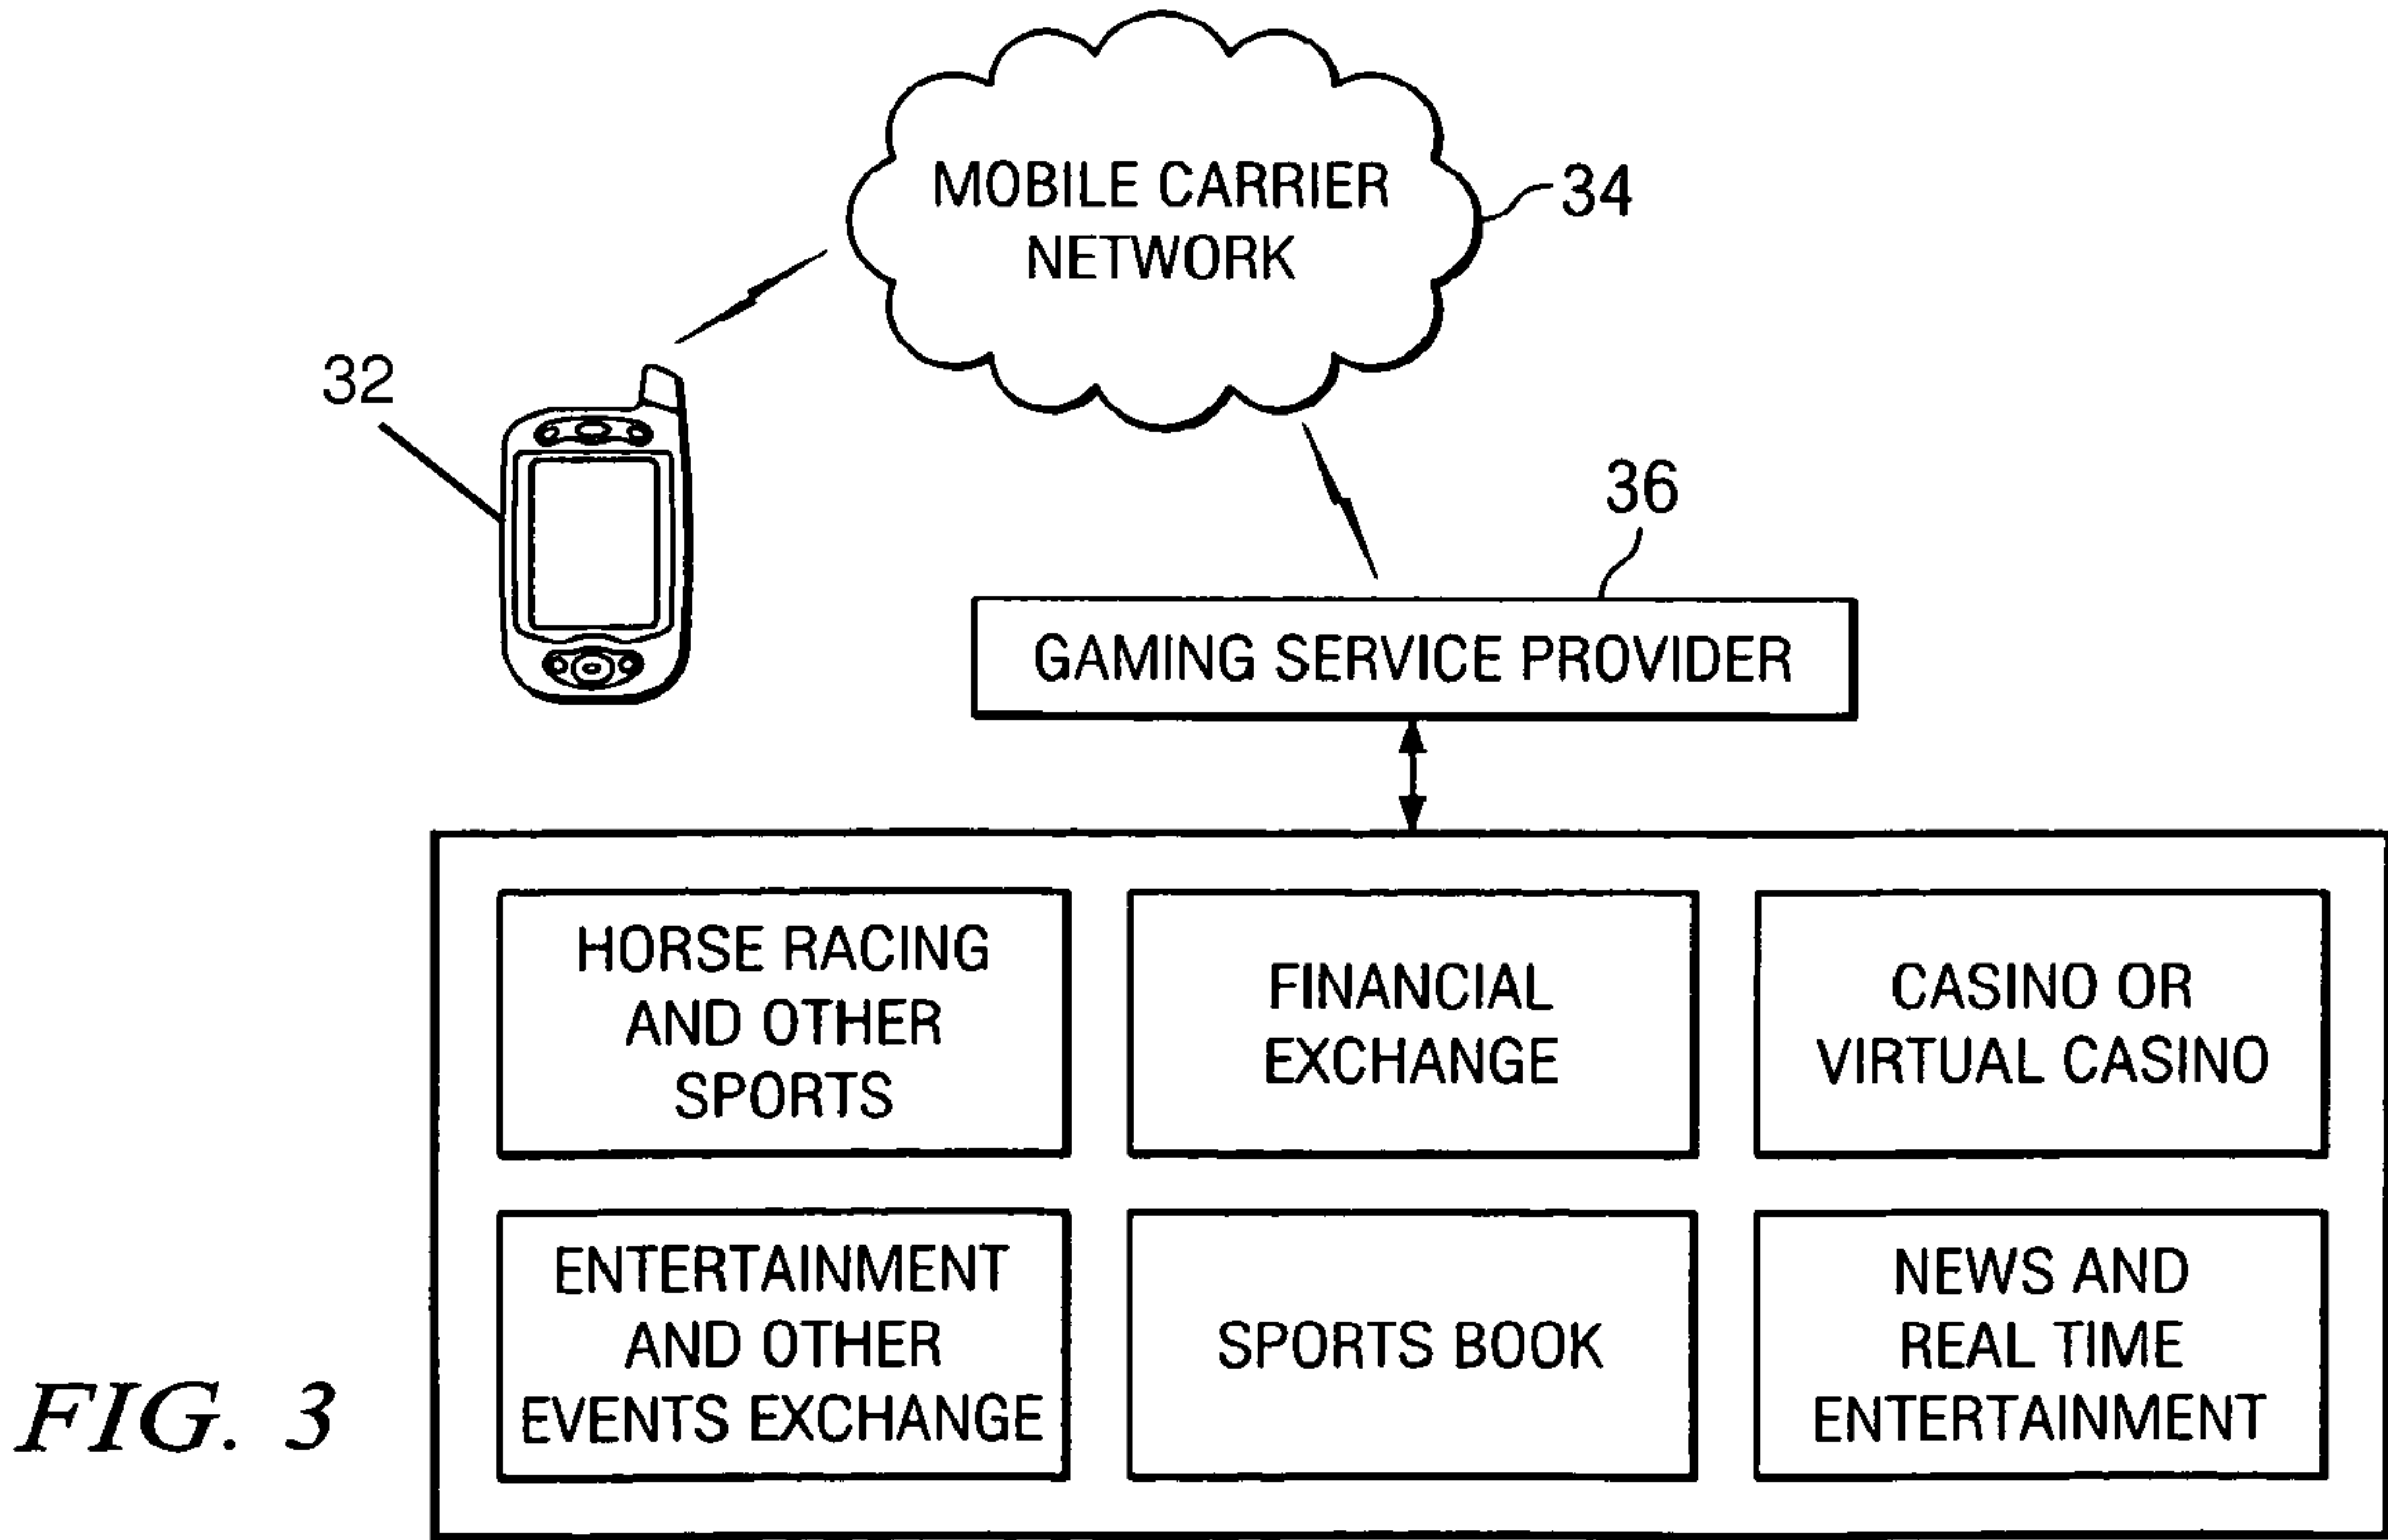 MOBILE CARRIER
NETWORK
34
32
36
GAMING SERVICE PROVIDER
HORSE RACING
AND OTHER
SPORTS
FINANCIAL
EXCHANGE
CASINO OR
VIRTUAL CASINO
ENTERTAINMENT
AND OTHER
EVENTS EXCHANGE
SPORTS BOOK
NEWS AND
REAL TIME
ENTERTAINMENT
FIG. 3